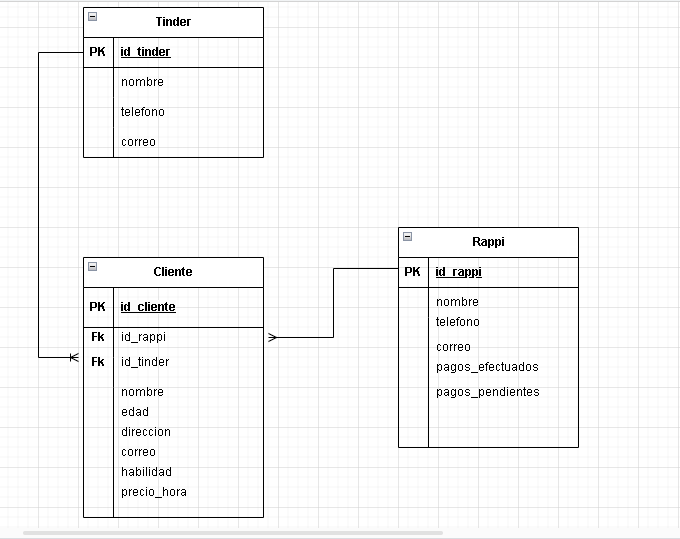 Tinder
PK id_tinder
nombre
telefono
correo
Rappi
PK id_rappi
nombre
telefono
correo
pagos_efectuados
pagos_pendientes
Cliente
PK id_cliente
Fk id_rappi
Fk id_tinder
nombre
edad
direccion
correo
habilidad
precio_hora